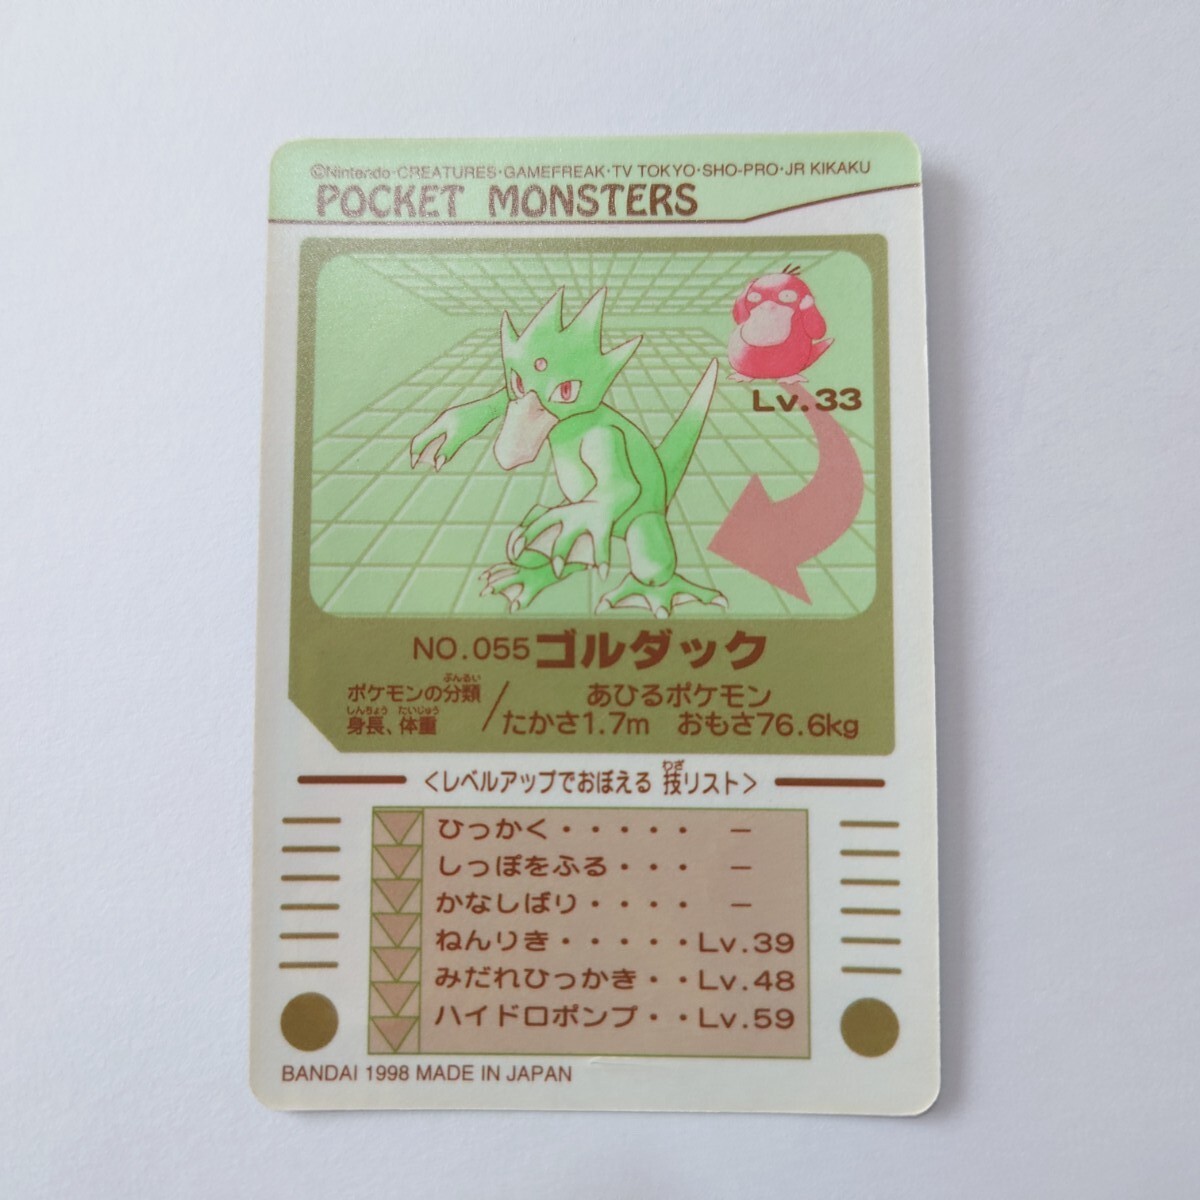 ©Nintendo・CREATURES・GAMEFREAK・TV TOKYO・SHO-PRO・JR KIKAKU
POCKET MONSTERS
Lv.33
NO.055 ゴルダック
ポケモンの分類 ぶんるい
身長、体重 しんちょう たいじゅう
／
あひるポケモン
たかさ1.7m おもさ76.6kg
＜レベルアップでおぼえる 技リスト＞ わざ
ひっかく・・・・・ －
しっぽをふる・・・ －
かなしばり・・・・ －
ねんりき・・・・・Lv.39
みだれひっかき・・Lv.48
ハイドロポンプ・・Lv.59
BANDAI 1998 MADE IN JAPAN